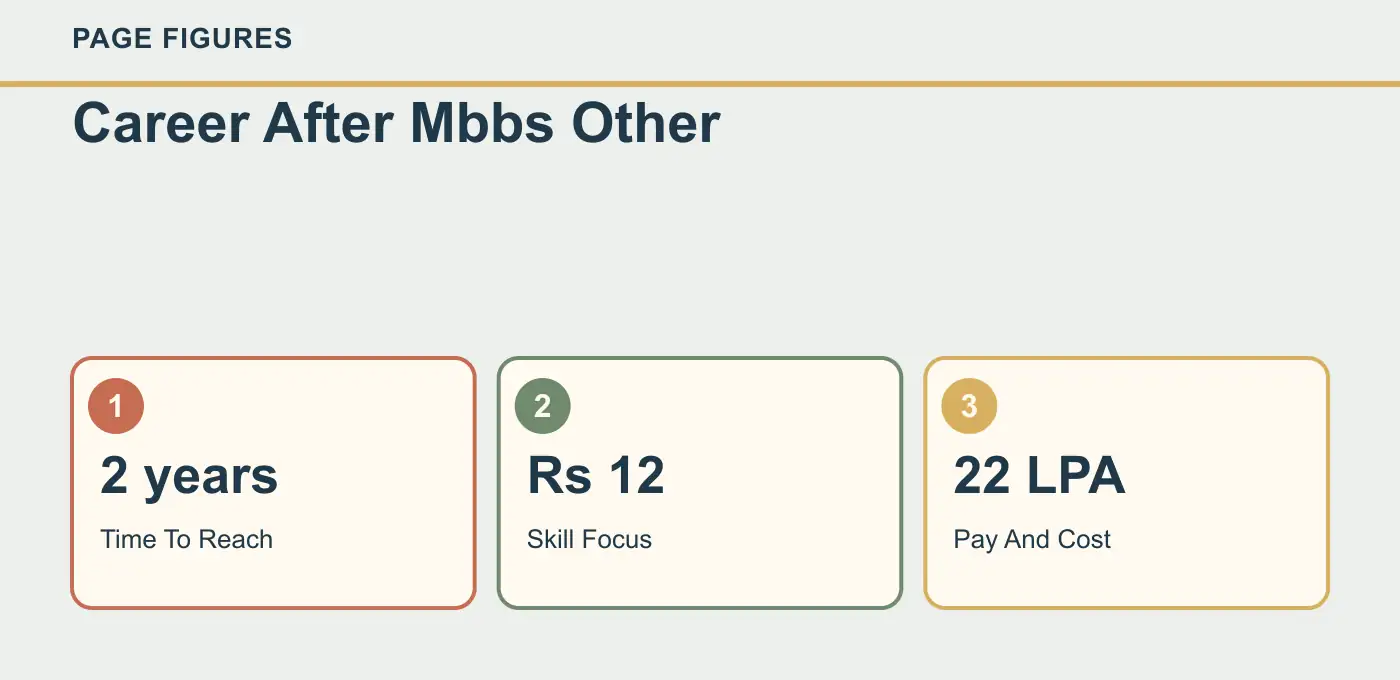 PAGE FIGURES
Career After Mbbs Other
1
2 years
Time To Reach
2
Rs 12
Skill Focus
3
22 LPA
Pay And Cost